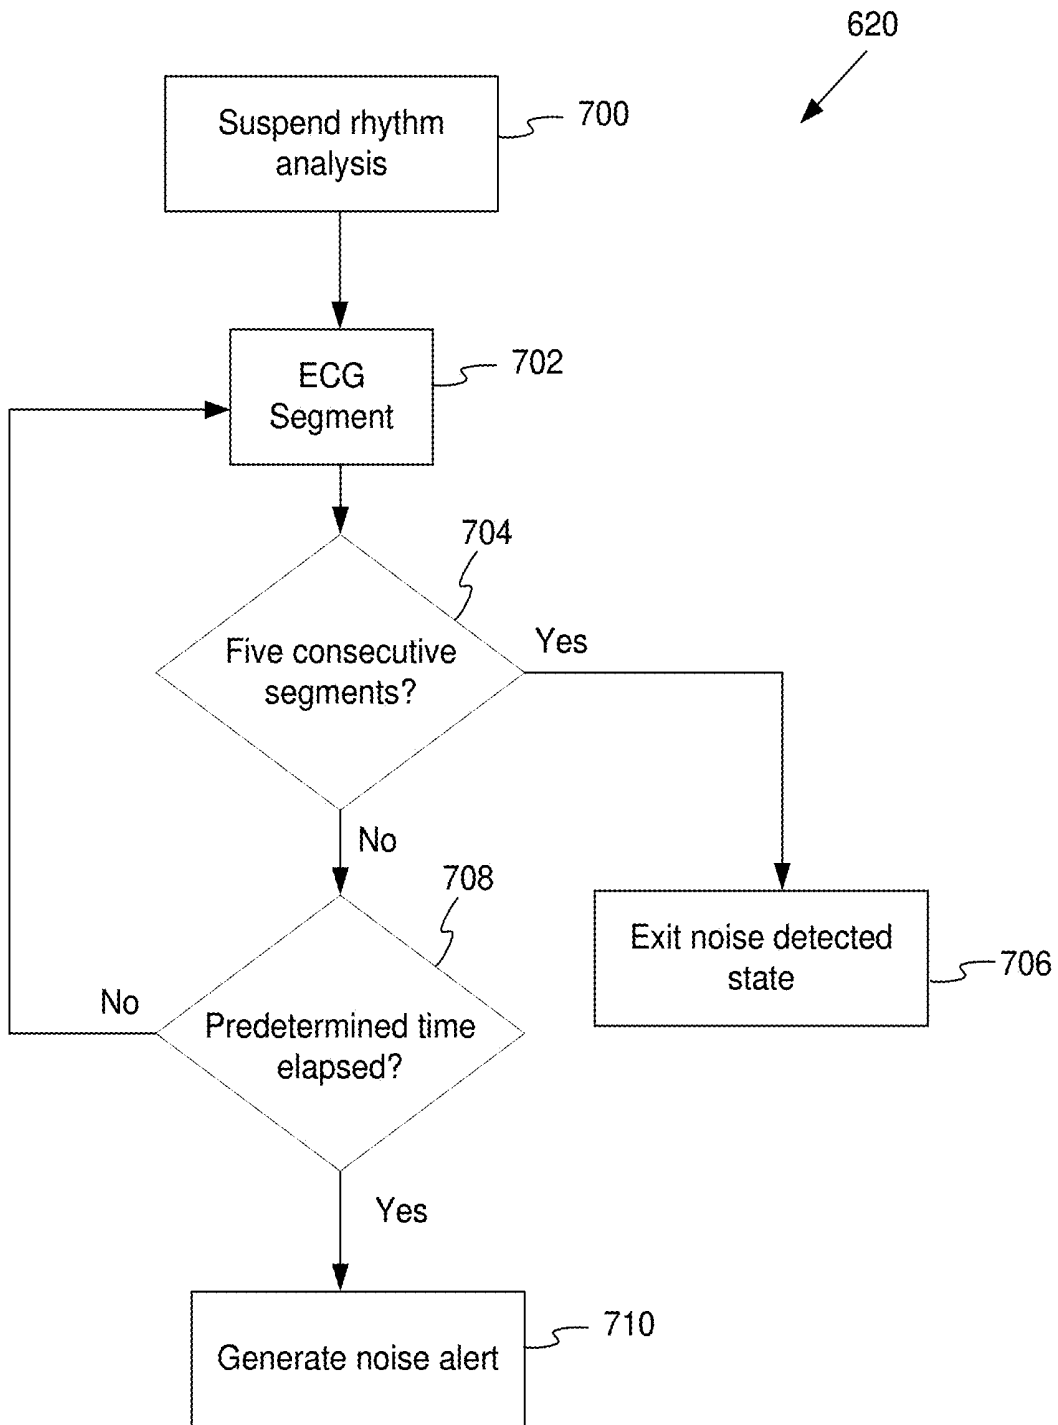 620
Suspend rhythm
analysis
700
ECG
Segment
702
704
Five consecutive
segments?
Yes
No
708
Exit noise detected
state
706
No
Predetermined time
elapsed?
Yes
710
Generate noise alert